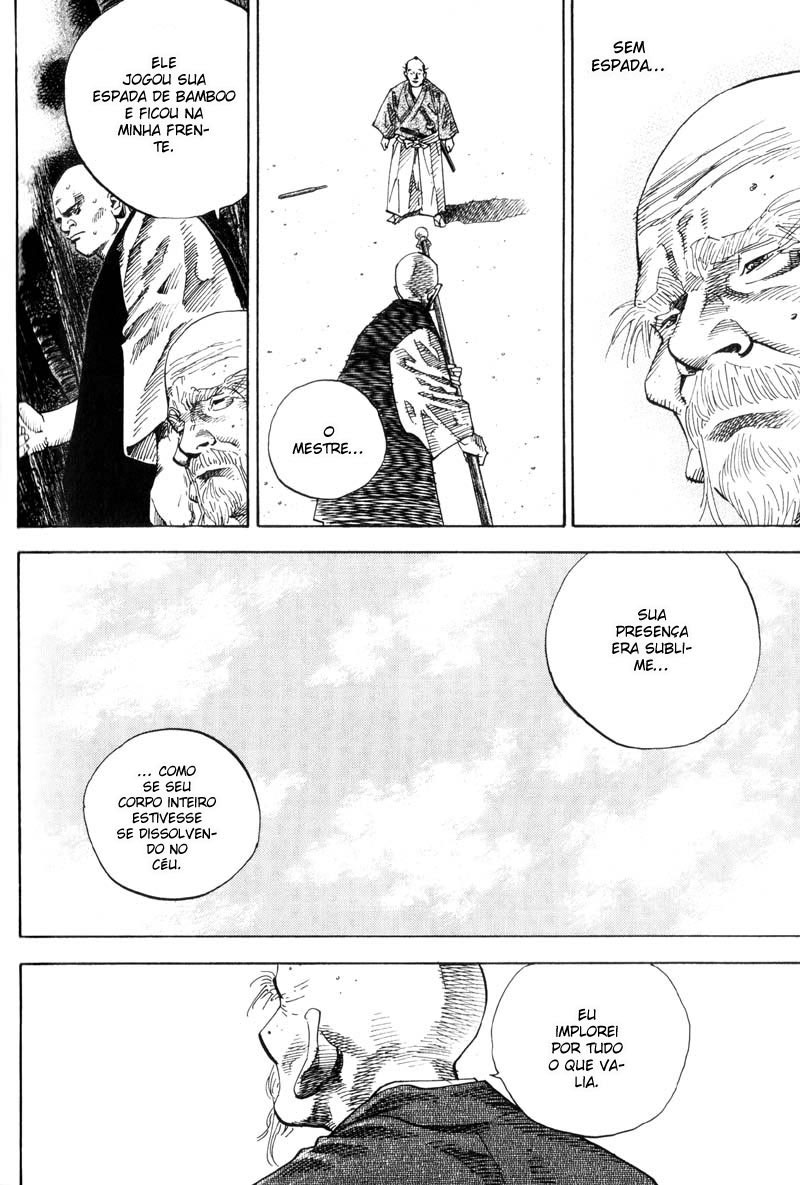 SEM
ESPADA...
O
MESTRE...
ELE
JOGOU SUA
ESPADA DE BAMBOO
E FICOU NA
MINHA FREN-
TE.
SUA
PRESENÇA
ERA SUBLI-
ME...
... COMO
SE SEU
CORPO INTEIRO
ESTIVESSE
SE DISSOLVEN-
DO NO
CÉU.
EU
IMPLOREI
POR TUDO
O QUE VA-
LIA.